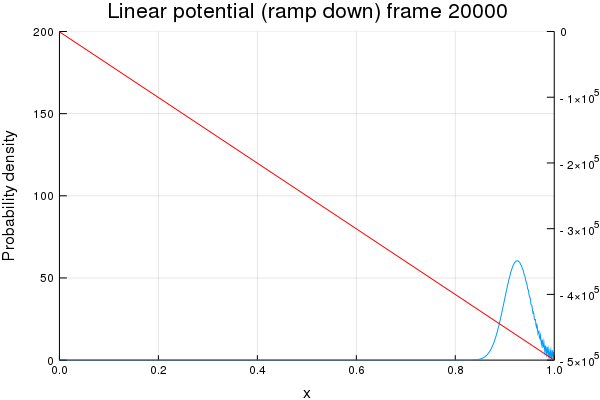 Linear potential (ramp down) frame 20000
Probability density
200
150
100
50
0
0
- 1×10⁵
- 2×10⁵
- 3×10⁵
- 4×10⁵
- 5×10⁵
0.0 0.2 0.4 0.6 0.8 1.0
x